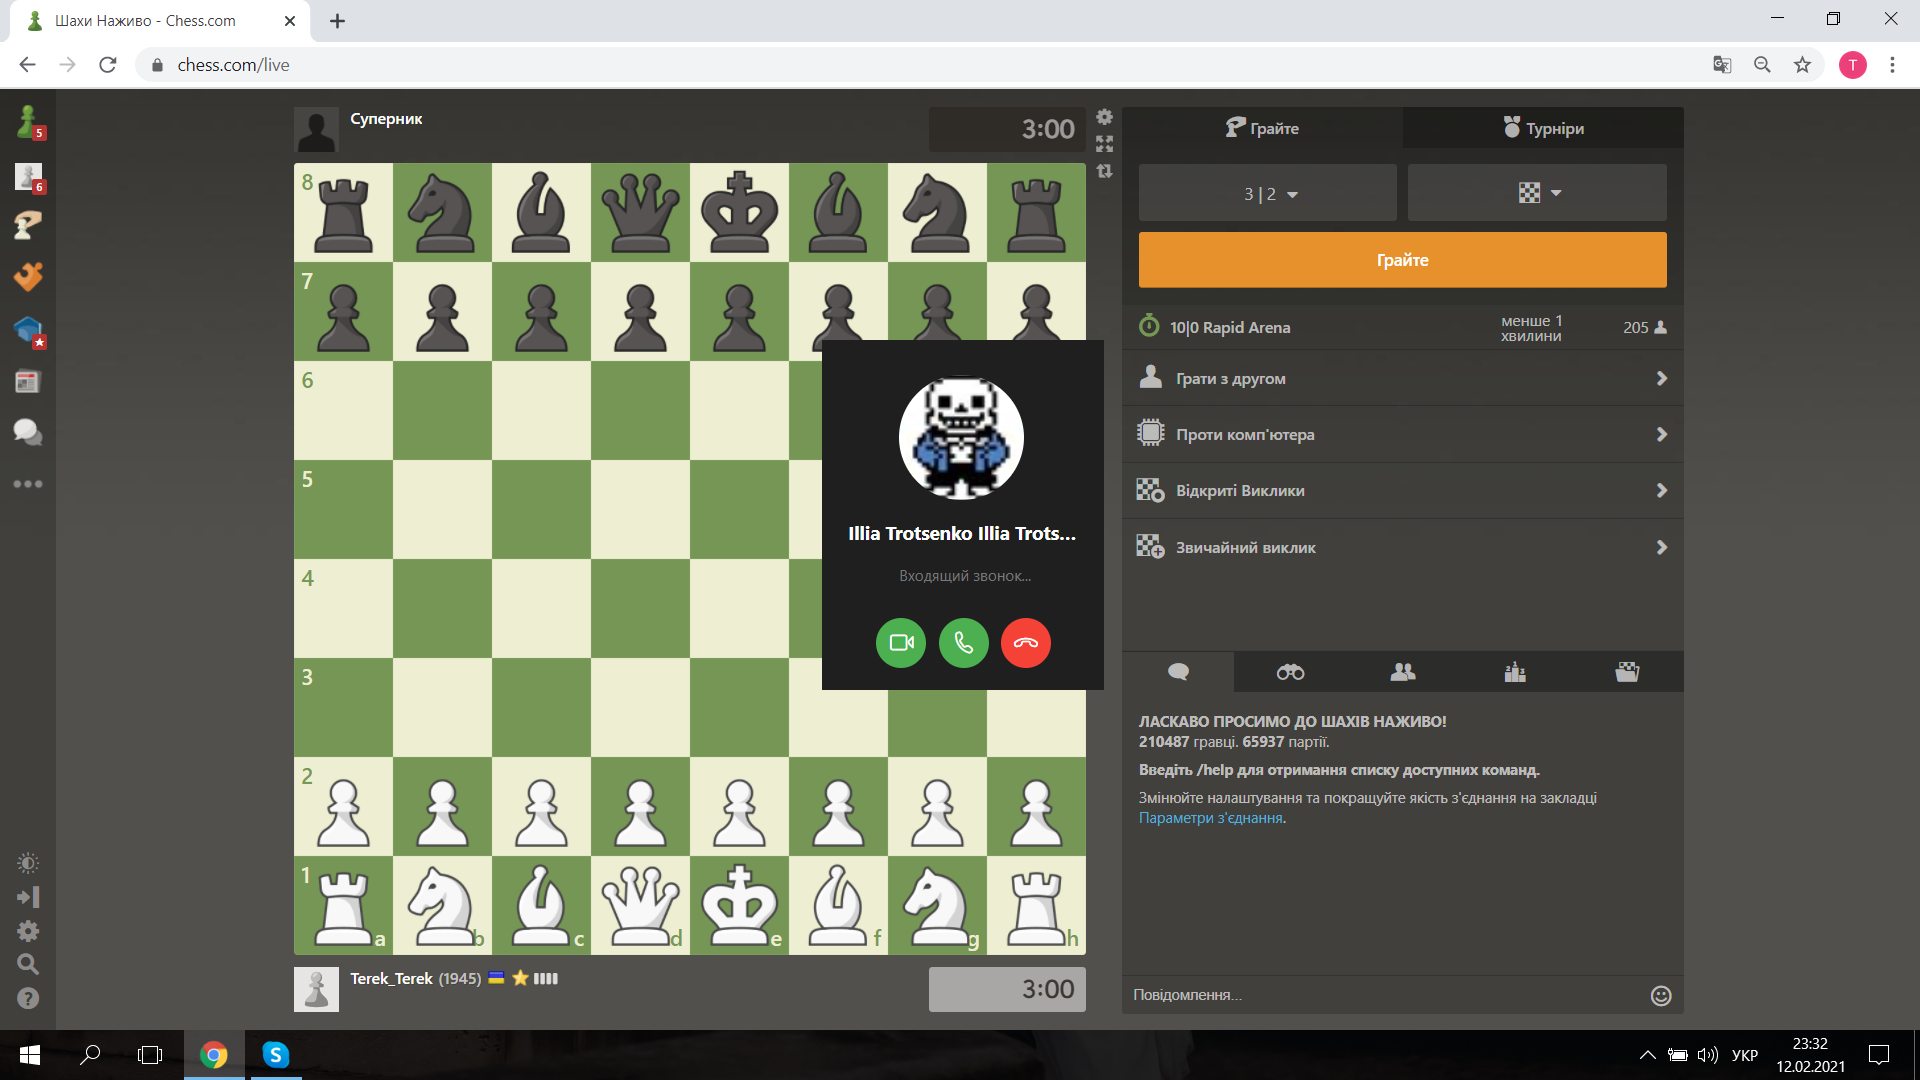 Шахи Наживо - Chess.com
chess.com/live
T
5
6
Суперник
3:00
8
7
6
5
4
3
2
1
a b c d e f g h
Terek_Terek (1945)
3:00
Illia Trotsenko Illia Trots...
Входящий звонок...
Грайте
Турніри
3 | 2
Грайте
10|0 Rapid Arena
менше 1
хвилини
205
Грати з другом
Проти комп'ютера
Відкриті Виклики
Звичайний виклик
ЛАСКАВО ПРОСИМО ДО ШАХІВ НАЖИВО!
210487 гравці. 65937 партії.
Введіть /help для отримання списку доступних команд.
Змінюйте налаштування та покращуйте якість з'єднання на закладці
Параметри з'єднання.
Повідомлення...
УКР
23:32
12.02.2021